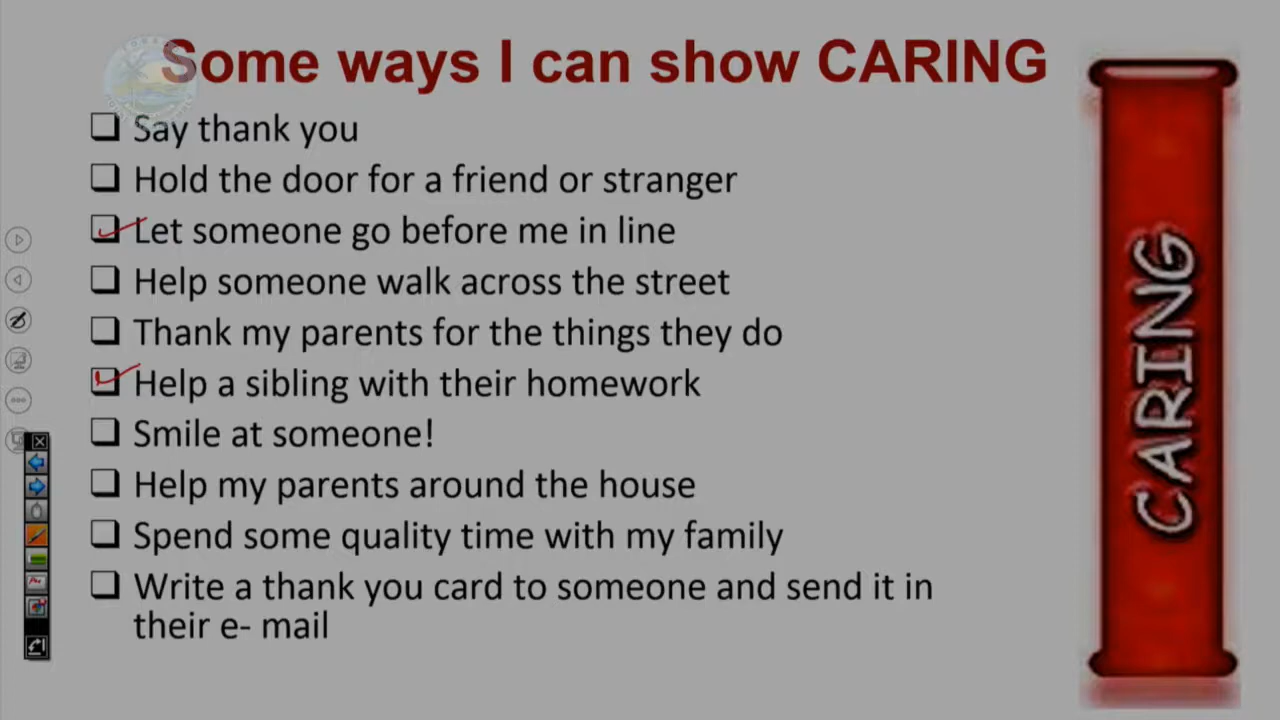 Some ways I can show CARING
Say thank you
Hold the door for a friend or stranger
Let someone go before me in line
Help someone walk across the street
Thank my parents for the things they do
Help a sibling with their homework
Smile at someone!
Help my parents around the house
Spend some quality time with my family
Write a thank you card to someone and send it in
their e- mail
CARING